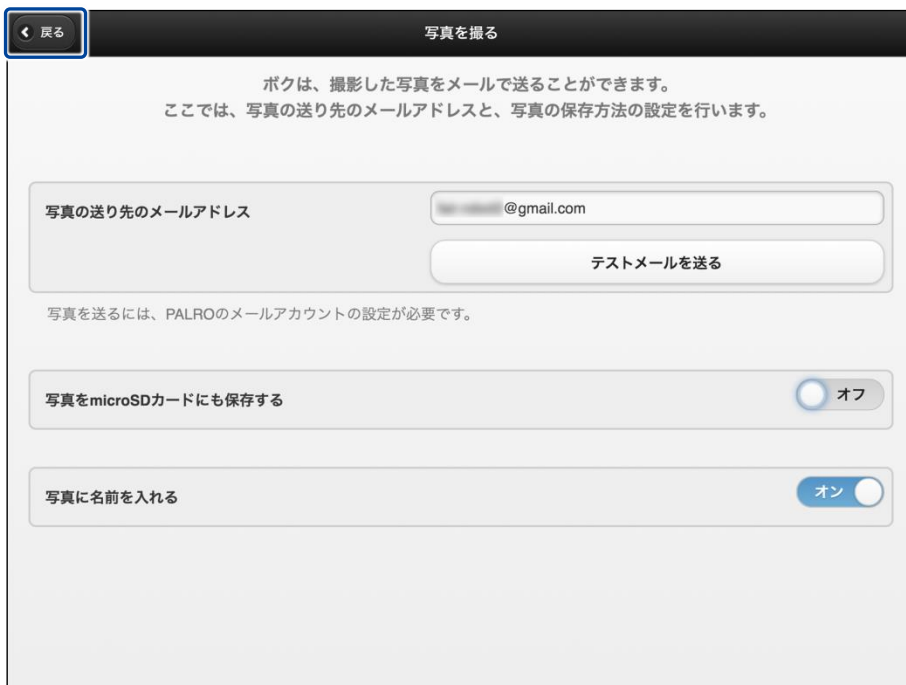 戻る
写真を撮る
ボクは、撮影した写真をメールで送ることができます。
ここでは、写真の送り先のメールアドレスと、写真の保存方法の設定を行います。
写真の送り先のメールアドレス
@gmail.com
テストメールを送る
写真を送るには、PALROのメールアカウントの設定が必要です。
写真をmicroSDカードにも保存する
オフ
写真に名前を入れる
オン